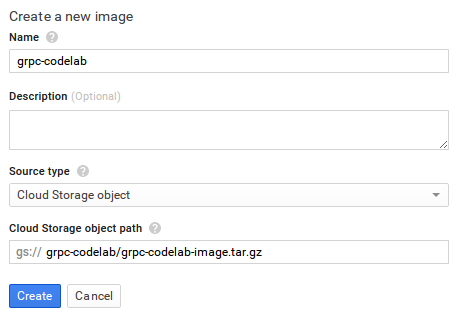 Create a new image
Name ?
grpc-codelab
Description (Optional)
Source type ?
Cloud Storage object
Cloud Storage object path ?
gs:// grpc-codelab/grpc-codelab-image.tar.gz
Create Cancel